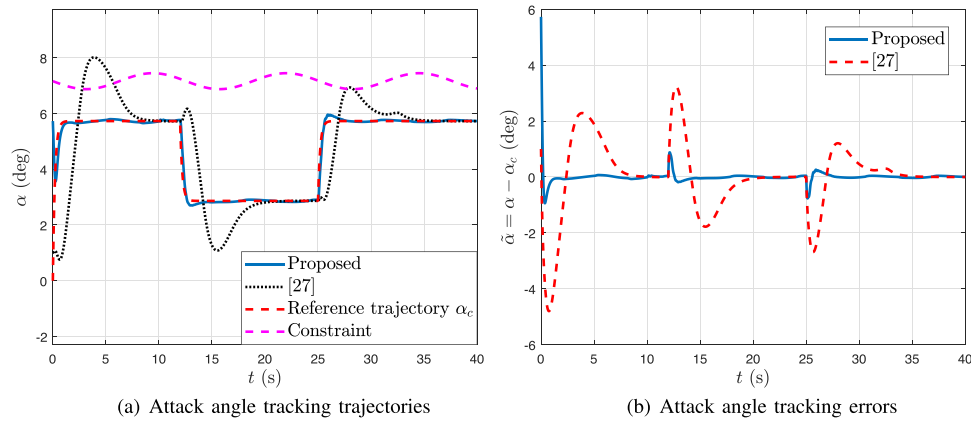 8
6
4
2
0
-2
α (deg)
0 5 10 15 20 25 30 35 40
t (s)
Proposed
[27]
Reference trajectory α_c
Constraint
(a) Attack angle tracking trajectories
6
4
2
0
-2
-4
-6
α̃ = α − α_c (deg)
0 5 10 15 20 25 30 35 40
t (s)
Proposed
[27]
(b) Attack angle tracking errors